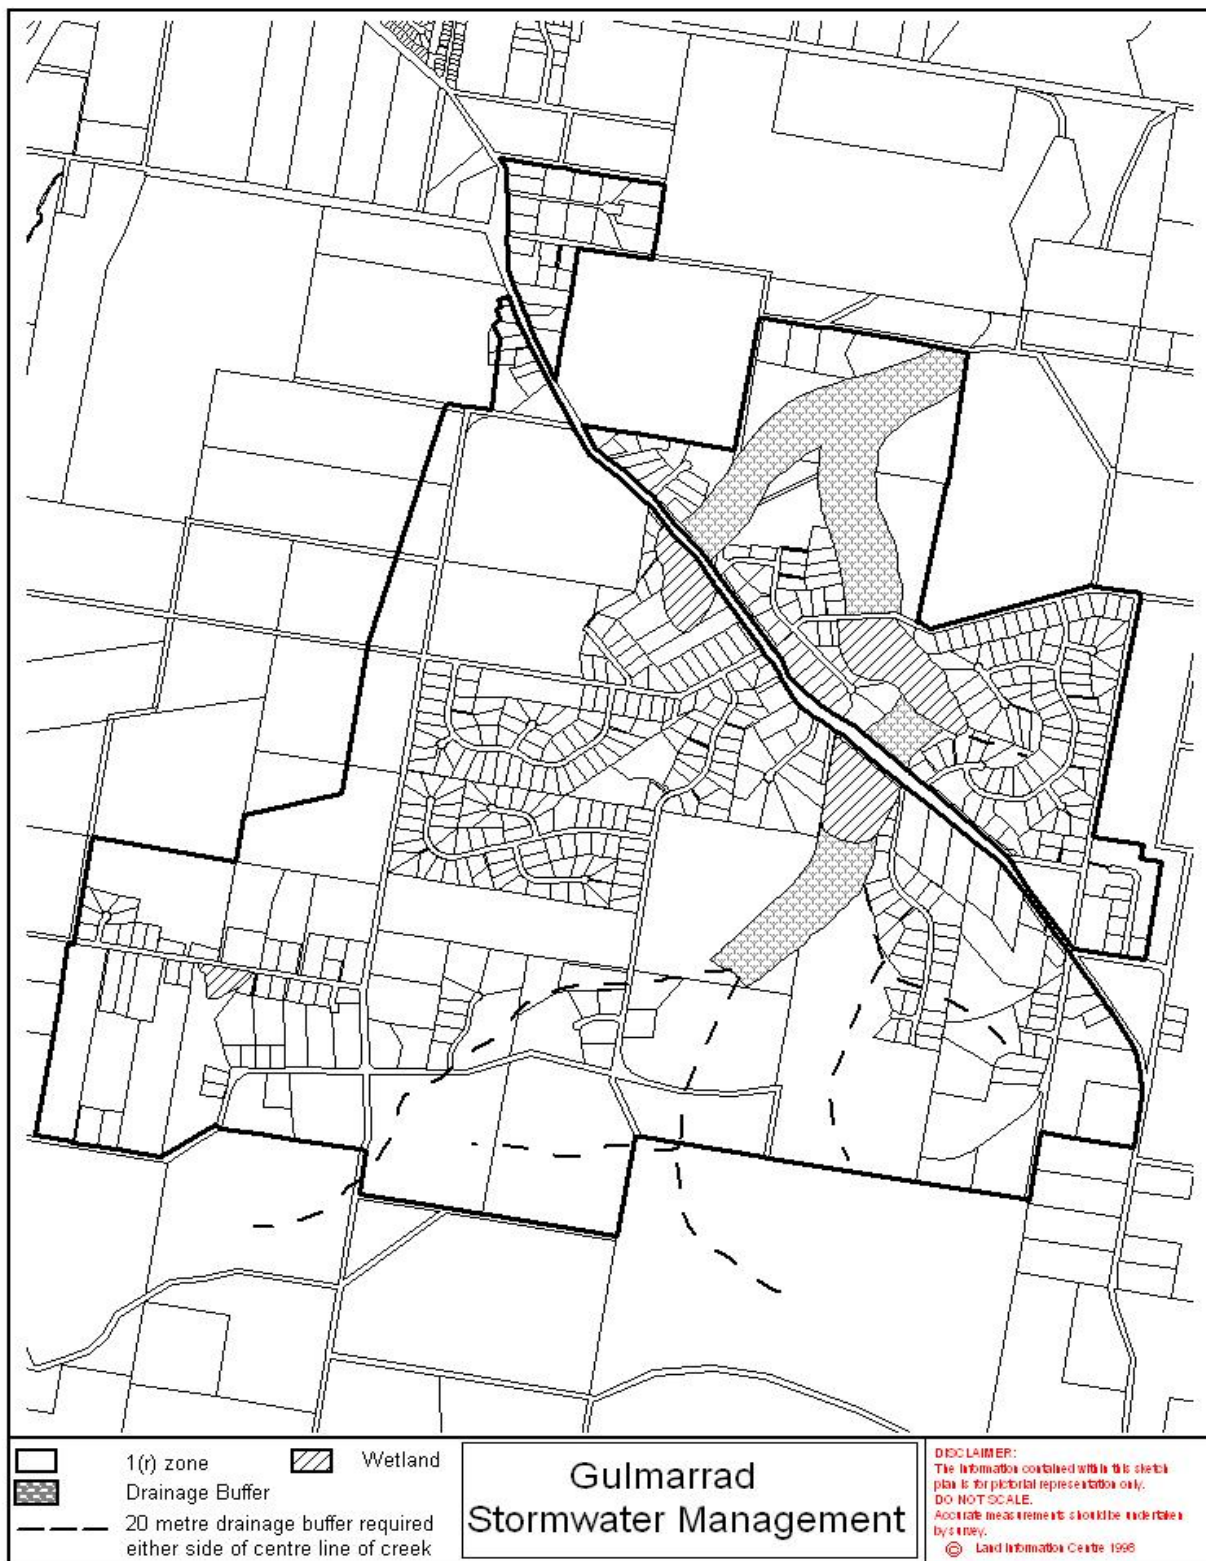 1(r) zone
Wetland
Drainage Buffer
20 metre drainage buffer required
either side of centre line of creek
Gulmarrad
Stormwater Management
DISCLAIMER:
The information contained within this sketch
plan is for pictorial representation only.
DO NOT SCALE.
Accurate measurements should be undertaken
by survey.
© Land Information Centre 1998